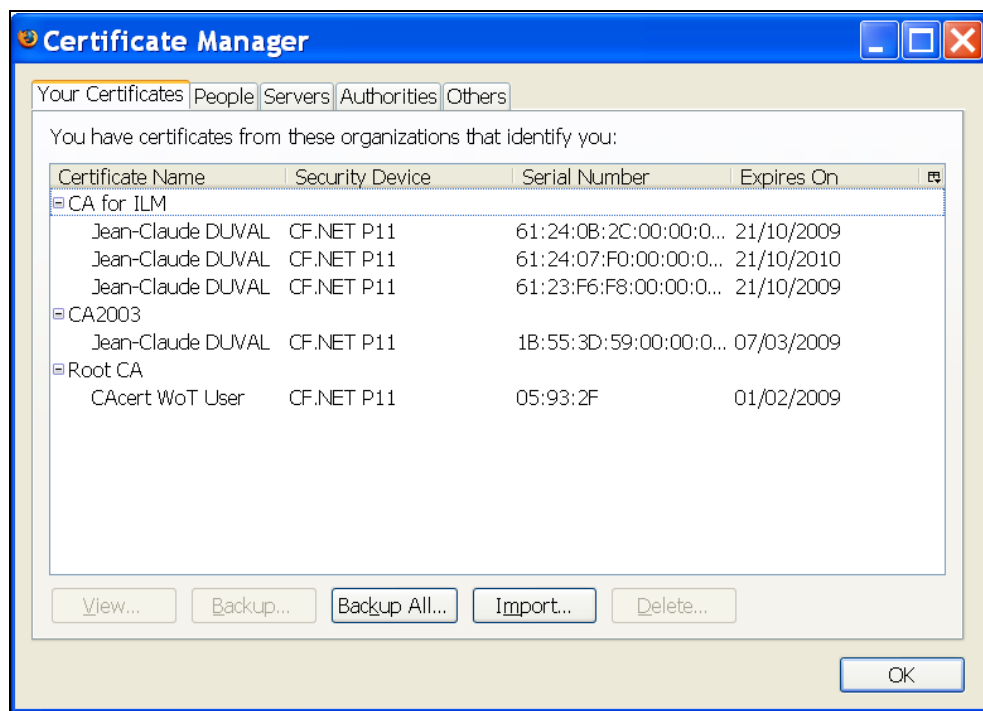 Certificate Manager
Your Certificates People Servers Authorities Others
You have certificates from these organizations that identify you:
Certificate Name Security Device Serial Number Expires On
CA for ILM
Jean-Claude DUVAL CF.NET P11 61:24:0B:2C:00:00:0... 21/10/2009
Jean-Claude DUVAL CF.NET P11 61:24:07:F0:00:00:0... 21/10/2010
Jean-Claude DUVAL CF.NET P11 61:23:F6:F8:00:00:0... 21/10/2009
CA2003
Jean-Claude DUVAL CF.NET P11 1B:55:3D:59:00:00:0... 07/03/2009
Root CA
CAcert WoT User CF.NET P11 05:93:2F 01/02/2009
View... Backup... Backup All... Import... Delete...
OK